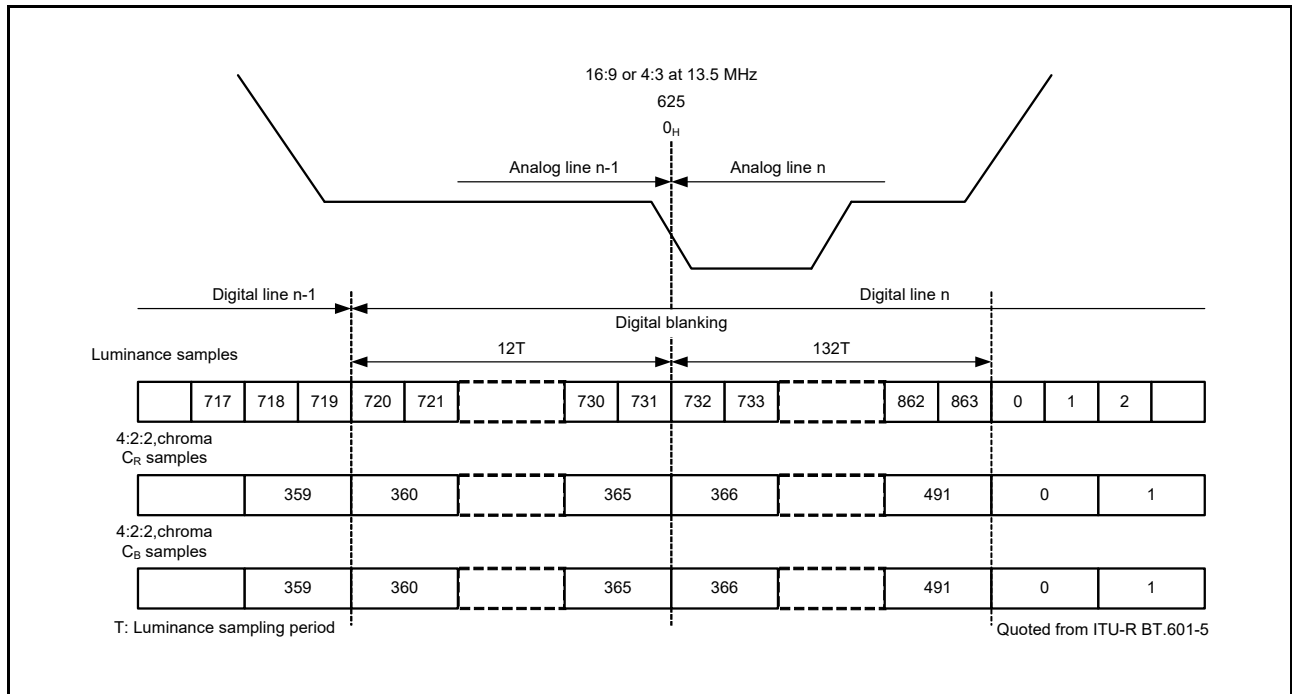 16:9 or 4:3 at 13.5 MHz
625
0H
Analog line n-1 Analog line n
Digital line n-1 Digital line n
Digital blanking
Luminance samples 12T 132T
717 718 719 720 721 730 731 732 733 862 863 0 1 2
4:2:2,chroma
CR samples
359 360 365 366 491 0 1
4:2:2,chroma
CB samples
359 360 365 366 491 0 1
T: Luminance sampling period Quoted from ITU-R BT.601-5